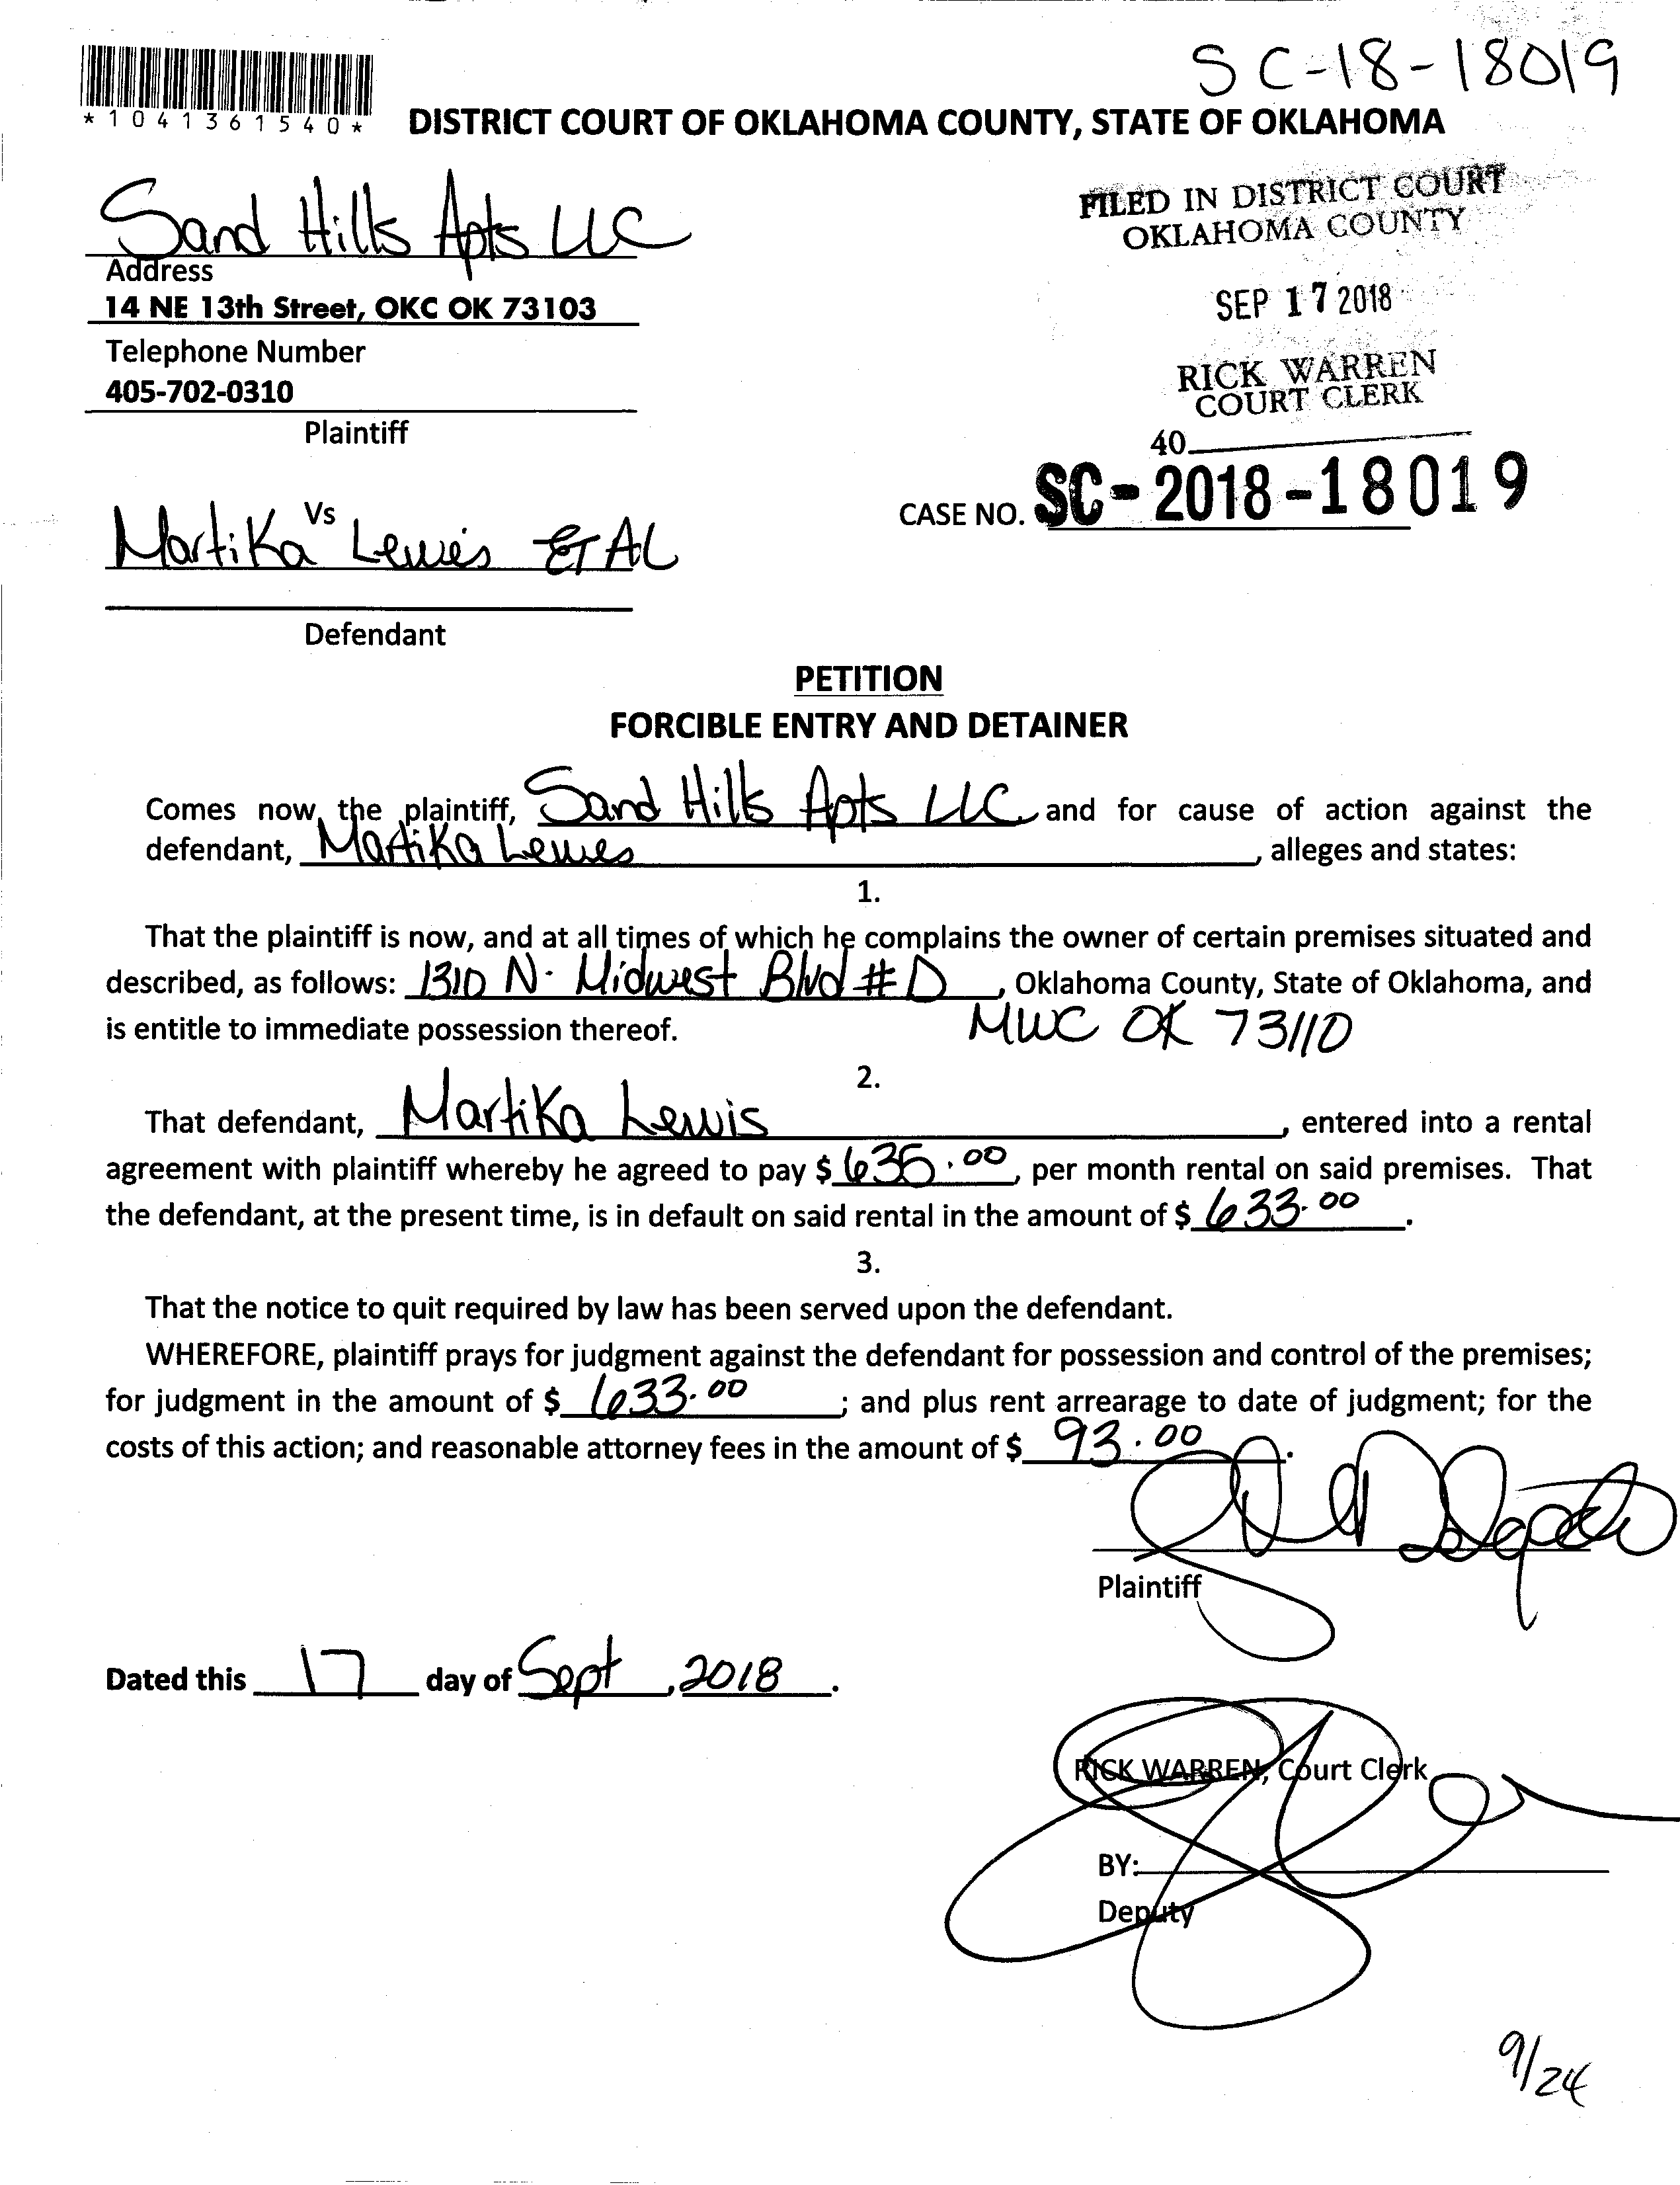 SC-18-18019
*1041361540*
DISTRICT COURT OF OKLAHOMA COUNTY, STATE OF OKLAHOMA
Sand Hills Apts LLC
Address
14 NE 13th Street, OKC OK 73103
Telephone Number
405-702-0310
Plaintiff
FILED IN DISTRICT COURT
OKLAHOMA COUNTY
SEP 17 2018
RICK WARREN
COURT CLERK
40
CASE NO. SC-2018-18019
Vs
Martika Lewis ET AL
Defendant
PETITION
FORCIBLE ENTRY AND DETAINER
Comes now, the plaintiff, Sand Hills Apts LLC and for cause of action against the
defendant, Martika Lewis, alleges and states:
1.
That the plaintiff is now, and at all times of which he complains the owner of certain premises situated and
described, as follows: 1310 N. Midwest Blvd #D, Oklahoma County, State of Oklahoma, and
is entitle to immediate possession thereof. MWC OK 73110
2.
That defendant, Martika Lewis, entered into a rental
agreement with plaintiff whereby he agreed to pay $ 635.00, per month rental on said premises. That
the defendant, at the present time, is in default on said rental in the amount of $ 633.00.
3.
That the notice to quit required by law has been served upon the defendant.
WHEREFORE, plaintiff prays for judgment against the defendant for possession and control of the premises;
for judgment in the amount of $ 633.00; and plus rent arrearage to date of judgment; for the
costs of this action; and reasonable attorney fees in the amount of $ 93.00.
Plaintiff
Dated this 17 day of Sept, 2018.
RICK WARREN, Court Clerk
BY:
Deputy
9/24